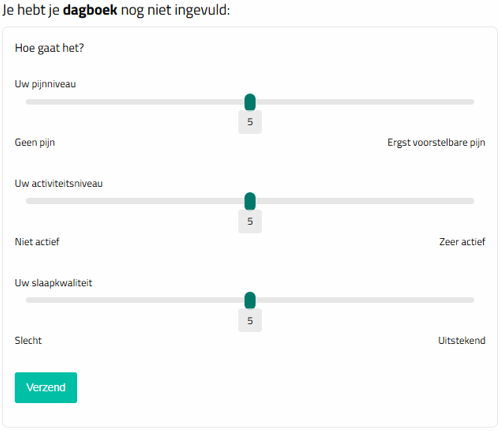 Je hebt je dagboek nog niet ingevuld:
Hoe gaat het?
Uw pijnniveau
5
Geen pijn Ergst voorstelbare pijn
Uw activiteitsniveau
5
Niet actief Zeer actief
Uw slaapkwaliteit
5
Slecht Uitstekend
Verzend